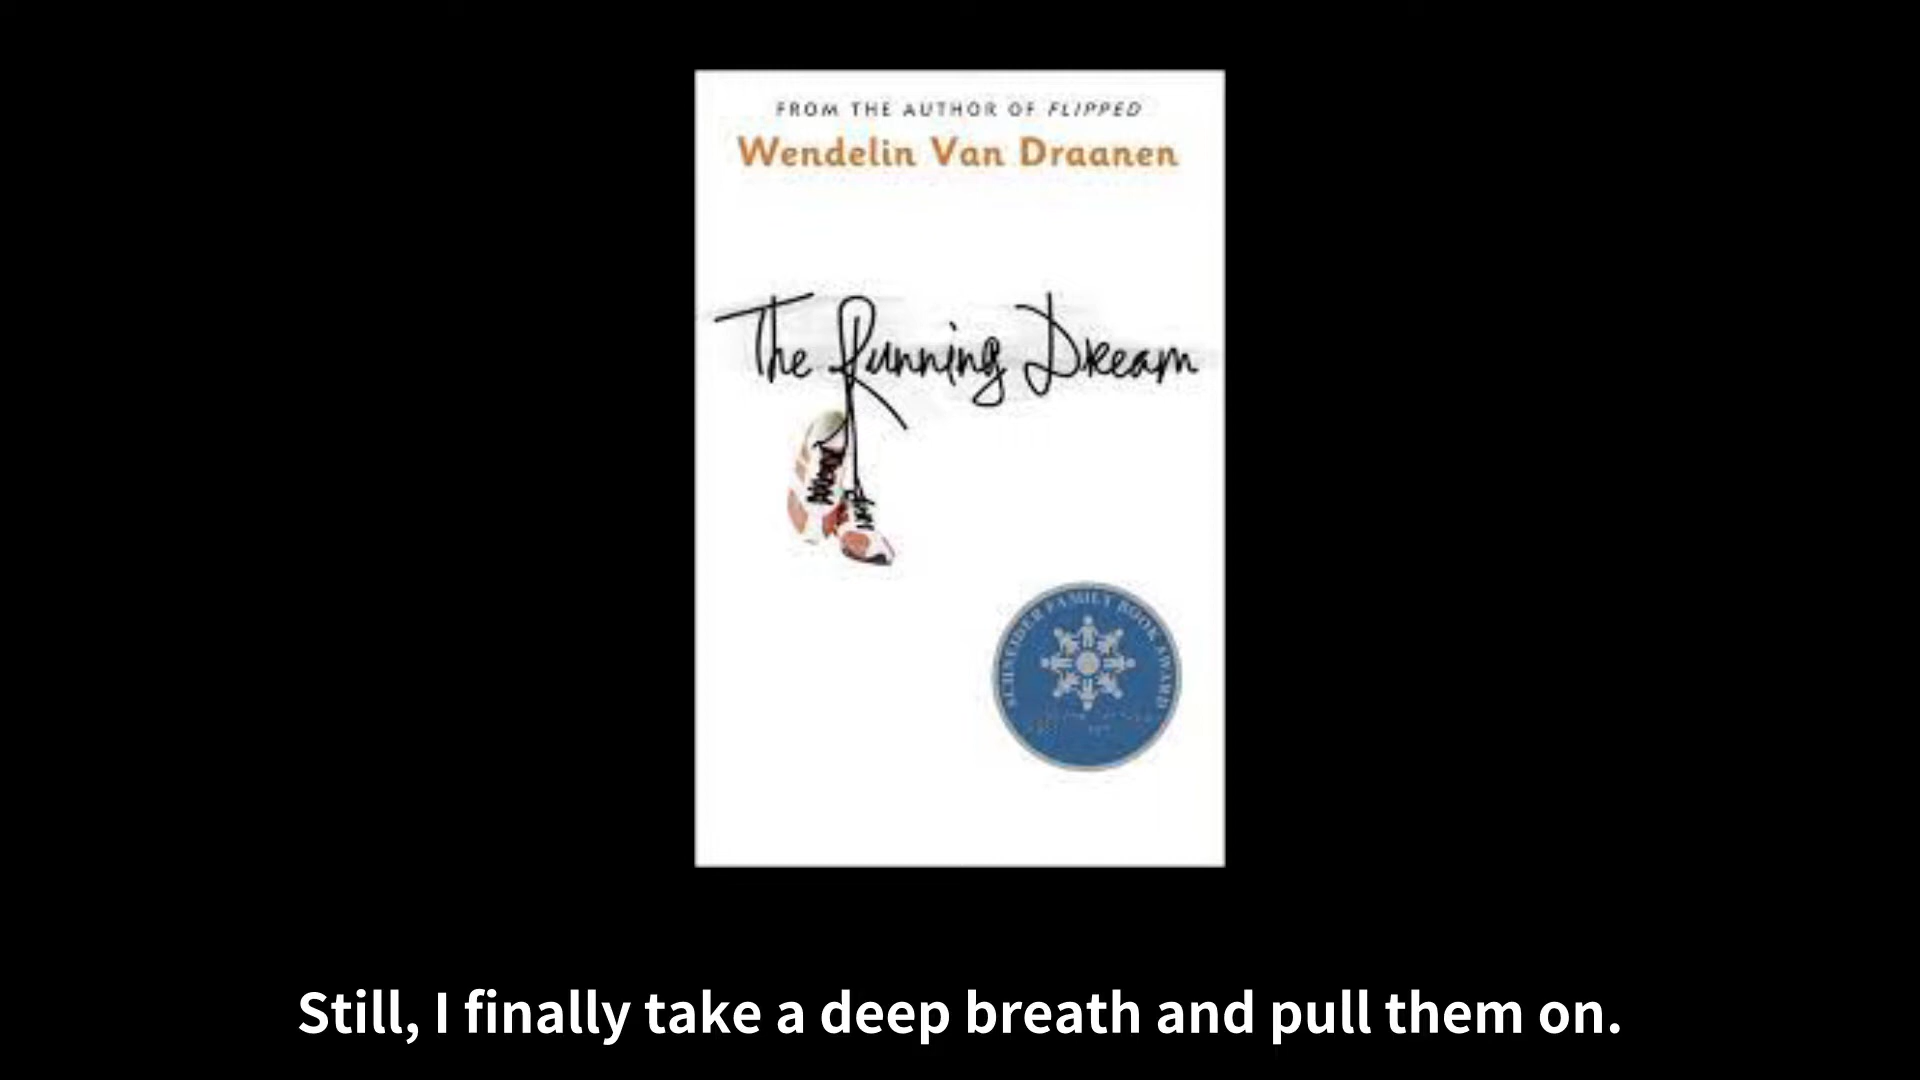 FROM THE AUTHOR OF FLIPPED
Wendelin Van Draanen
The Running Dream
SCHNEIDER FAMILY BOOK AWARD
Still, I finally take a deep breath and pull them on.